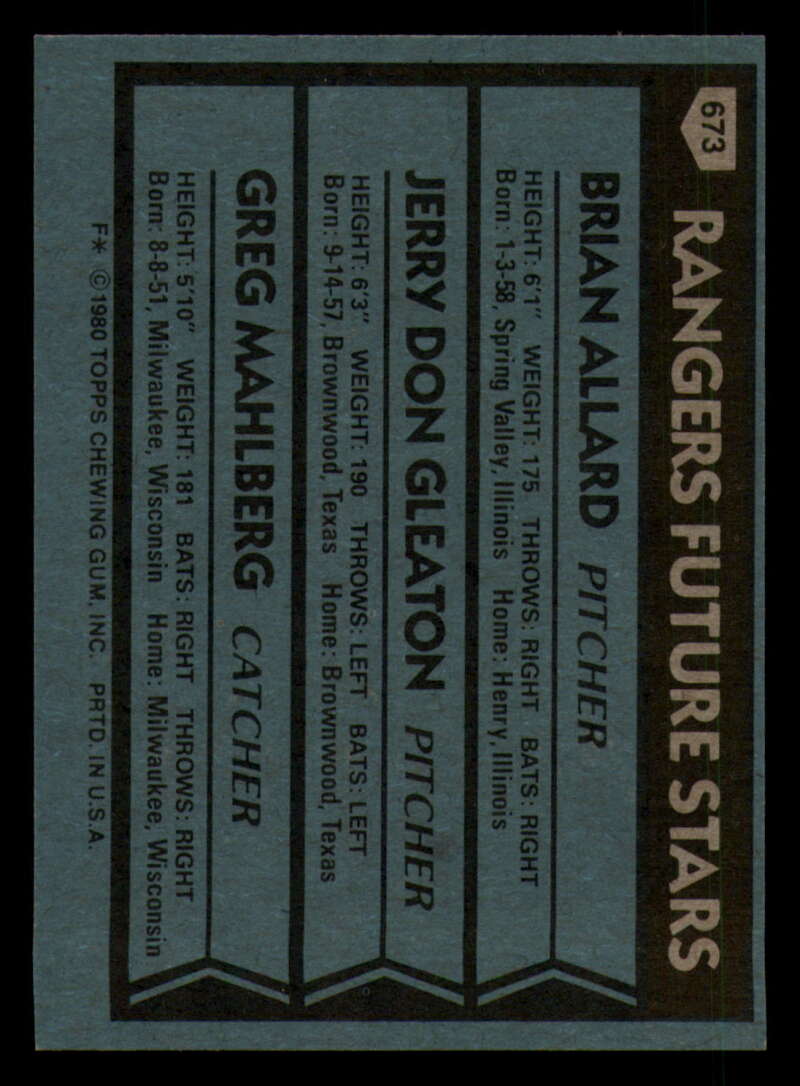 673
RANGERS FUTURE STARS
BRIAN ALLARD PITCHER
HEIGHT: 6'1" WEIGHT: 175 THROWS: RIGHT BATS: RIGHT
Born: 1-3-58, Spring Valley, Illinois Home: Henry, Illinois
JERRY DON GLEATON PITCHER
HEIGHT: 6'3" WEIGHT: 190 THROWS: LEFT BATS: LEFT
Born: 9-14-57, Brownwood, Texas Home: Brownwood, Texas
GREG MAHLBERG CATCHER
HEIGHT: 5'10" WEIGHT: 181 BATS: RIGHT THROWS: RIGHT
Born: 8-8-51, Milwaukee, Wisconsin Home: Milwaukee, Wisconsin
F* ©1980 TOPPS CHEWING GUM, INC. PRTD. IN U.S.A.